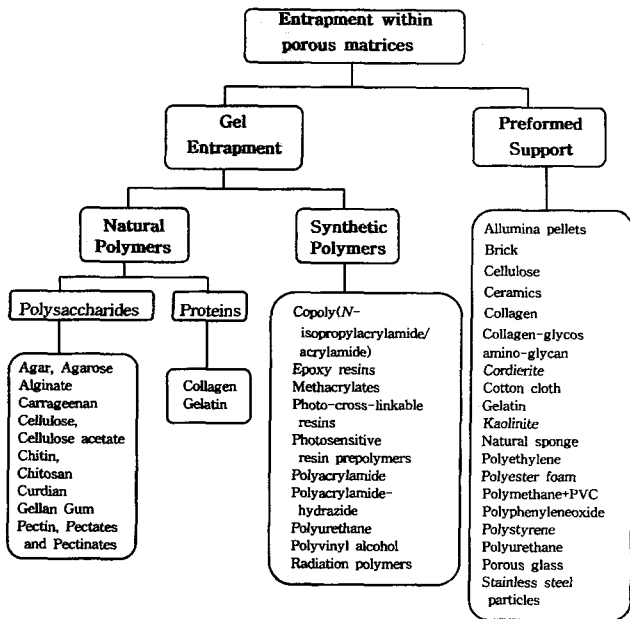 Entrapment within
porous matrices
Gel
Entrapment
Preformed
Support
Natural
Polymers
Synthetic
Polymers
Polysaccharides
Proteins
Agar, Agarose
Alginate
Carrageenan
Cellulose,
Cellulose acetate
Chitin,
Chitosan
Curdian
Gellan Gum
Pectin, Pectates
and Pectinates
Collagen
Gelatin
Copoly(N-
isopropylacrylamide/
acrylamide)
Epoxy resins
Methacrylates
Photo-cross-linkable
resins
Photosensitive
resin prepolymers
Polyacrylamide
Polyacrylamide-
hydrazide
Polyurethane
Polyvinyl alcohol
Radiation polymers
Allumina pellets
Brick
Cellulose
Ceramics
Collagen
Collagen-glycos
amino-glycan
Cordierite
Cotton cloth
Gelatin
Kaolinite
Natural sponge
Polyethylene
Polyester foam
Polymethane+PVC
Polyphenyleneoxide
Polystyrene
Polyurethane
Porous glass
Stainless steel
particles